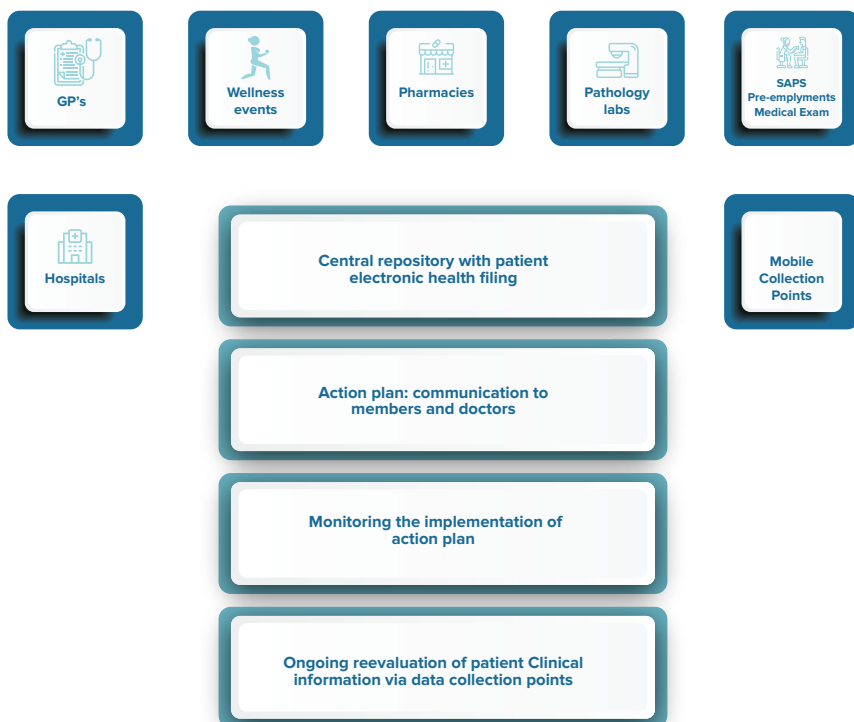 GP's
Wellness
events
Pharmacies
Pathology
labs
SAPS
Pre-emplyments
Medical Exam
Hospitals
Central repository with patient
electronic health filing
Mobile
Collection
Points
Action plan: communication to
members and doctors
Monitoring the implementation of
action plan
Ongoing reevaluation of patient Clinical
information via data collection points